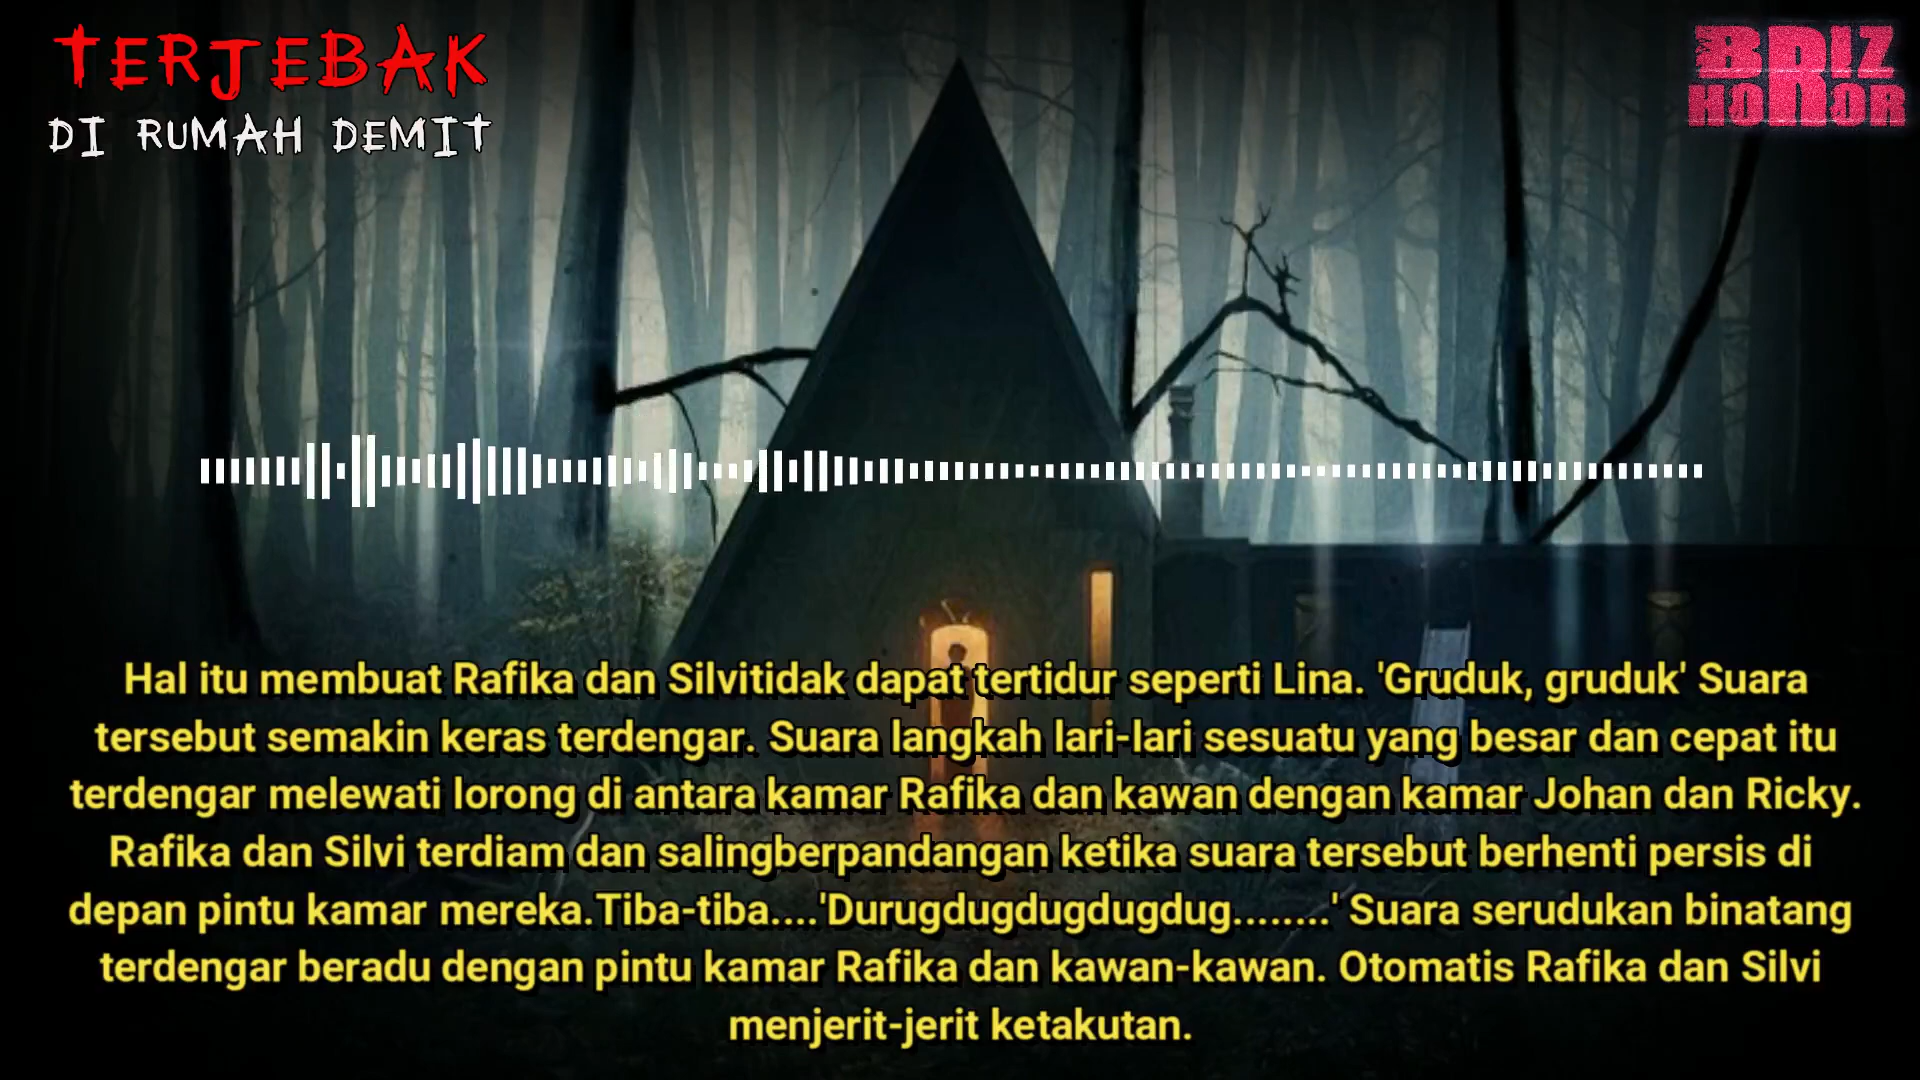 TERJEBAK
DI RUMAH DEMIT
BRIZ
HOROR
Hal itu membuat Rafika dan Silvitidak dapat tertidur seperti Lina. 'Gruduk, gruduk' Suara
tersebut semakin keras terdengar. Suara langkah lari-lari sesuatu yang besar dan cepat itu
terdengar melewati lorong di antara kamar Rafika dan kawan dengan kamar Johan dan Ricky.
Rafika dan Silvi terdiam dan salingberpandangan ketika suara tersebut berhenti persis di
depan pintu kamar mereka.Tiba-tiba....'Durugdugdugdugdug........' Suara serudukan binatang
terdengar beradu dengan pintu kamar Rafika dan kawan-kawan. Otomatis Rafika dan Silvi
menjerit-jerit ketakutan.